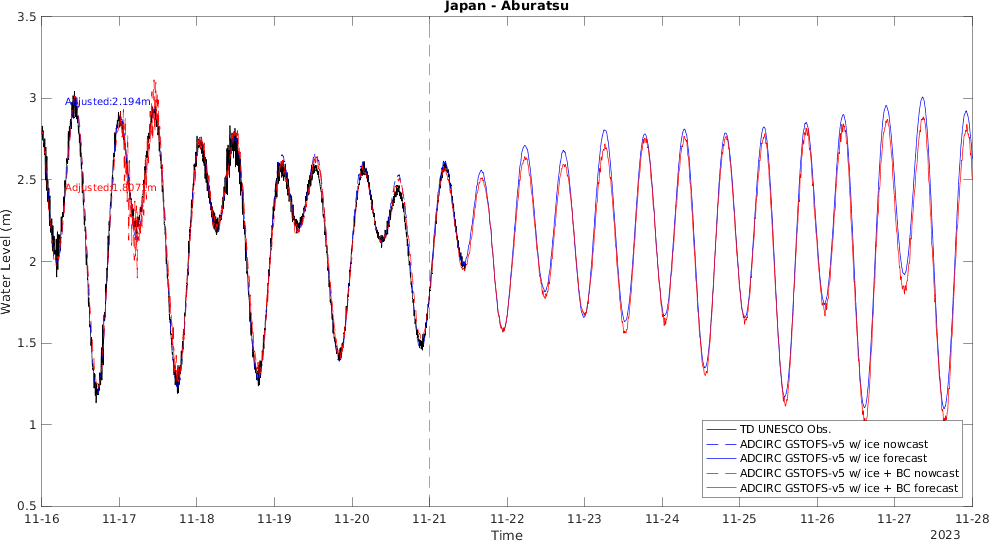 Japan - Aburatsu
3.5
3
2.5
2
1.5
1
0.5
Water Level (m)
Adjusted:2.194m
Adjusted:1.8071m
TD UNESCO Obs.
ADCIRC GSTOFS-v5 w/ ice nowcast
ADCIRC GSTOFS-v5 w/ ice forecast
ADCIRC GSTOFS-v5 w/ ice + BC nowcast
ADCIRC GSTOFS-v5 w/ ice + BC forecast
11-16 11-17 11-18 11-19 11-20 11-21 11-22 11-23 11-24 11-25 11-26 11-27 11-28
Time
2023